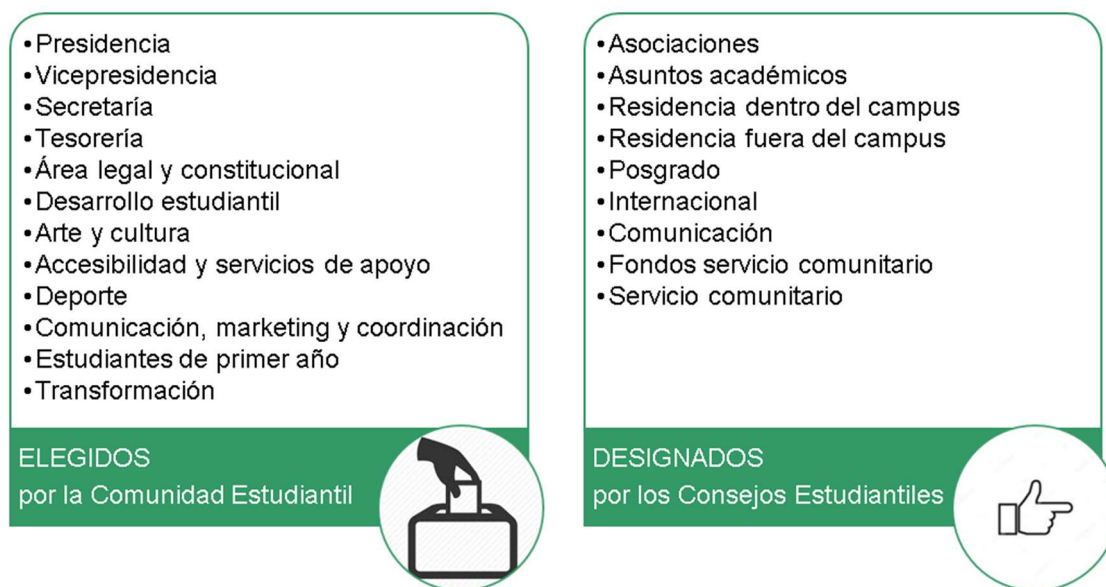 •Presidencia
•Vicepresidencia
•Secretaría
•Tesorería
•Área legal y constitucional
•Desarrollo estudiantil
•Arte y cultura
•Accesibilidad y servicios de apoyo
•Deporte
•Comunicación, marketing y coordinación
•Estudiantes de primer año
•Transformación
ELEGIDOS
por la Comunidad Estudiantil
•Asociaciones
•Asuntos académicos
•Residencia dentro del campus
•Residencia fuera del campus
•Posgrado
•Internacional
•Comunicación
•Fondos servicio comunitario
•Servicio comunitario
DESIGNADOS
por los Consejos Estudiantiles